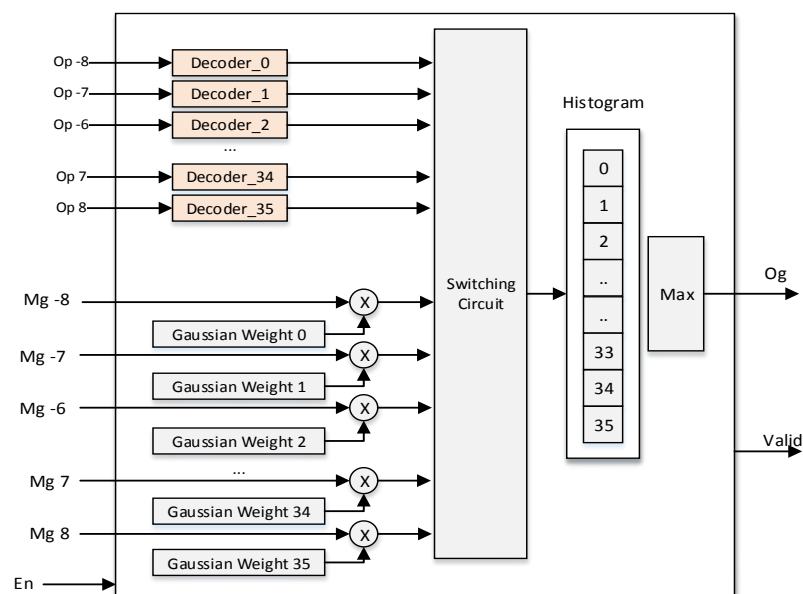 Op -8
Decoder_0
Op -7
Decoder_1
Op -6
Decoder_2
...
Op 7
Decoder_34
Op 8
Decoder_35
Mg -8
X
Gaussian Weight 0
Mg -7
X
Gaussian Weight 1
Mg -6
X
Gaussian Weight 2
...
Mg 7
X
Gaussian Weight 34
Mg 8
X
Gaussian Weight 35
En
Switching
Circuit
Histogram
0
1
2
..
..
33
34
35
Max
Og
Valid